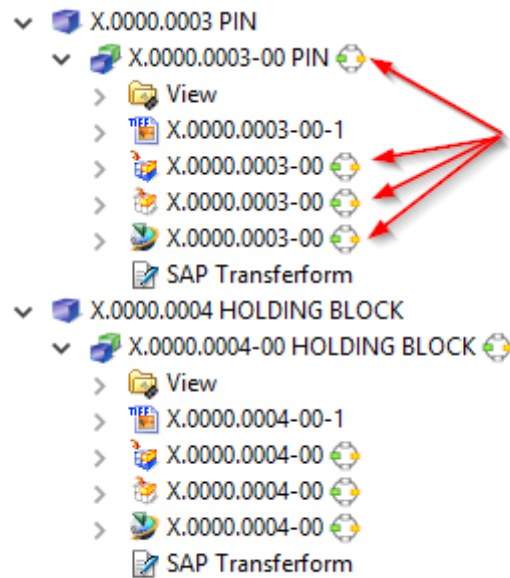 X.0000.0003 PIN
X.0000.0003-00 PIN
View
TIFF X.0000.0003-00-1
X.0000.0003-00
X.0000.0003-00
X.0000.0003-00
SAP Transferform
X.0000.0004 HOLDING BLOCK
X.0000.0004-00 HOLDING BLOCK
View
TIFF X.0000.0004-00-1
X.0000.0004-00
X.0000.0004-00
X.0000.0004-00
SAP Transferform